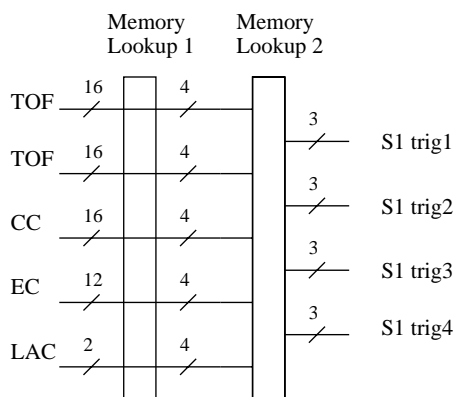 Memory Lookup 1
Memory Lookup 2
TOF 16 4
3 S1 trig1
TOF 16 4
3 S1 trig2
CC 16 4
3 S1 trig3
EC 12 4
3 S1 trig4
LAC 2 4